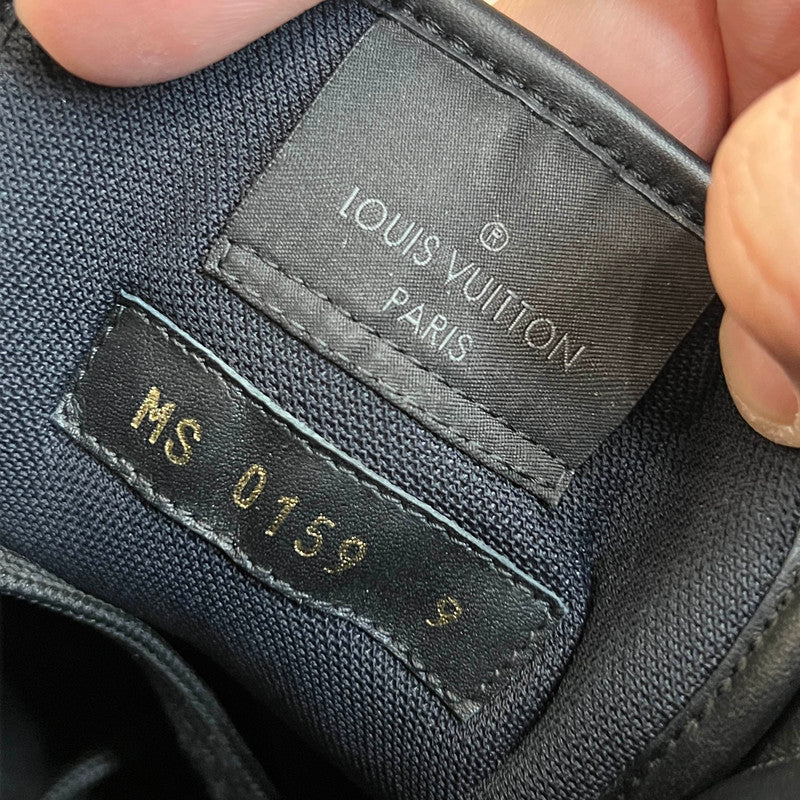 ®
LOUIS VUITTON
PARIS
MS 0159 9